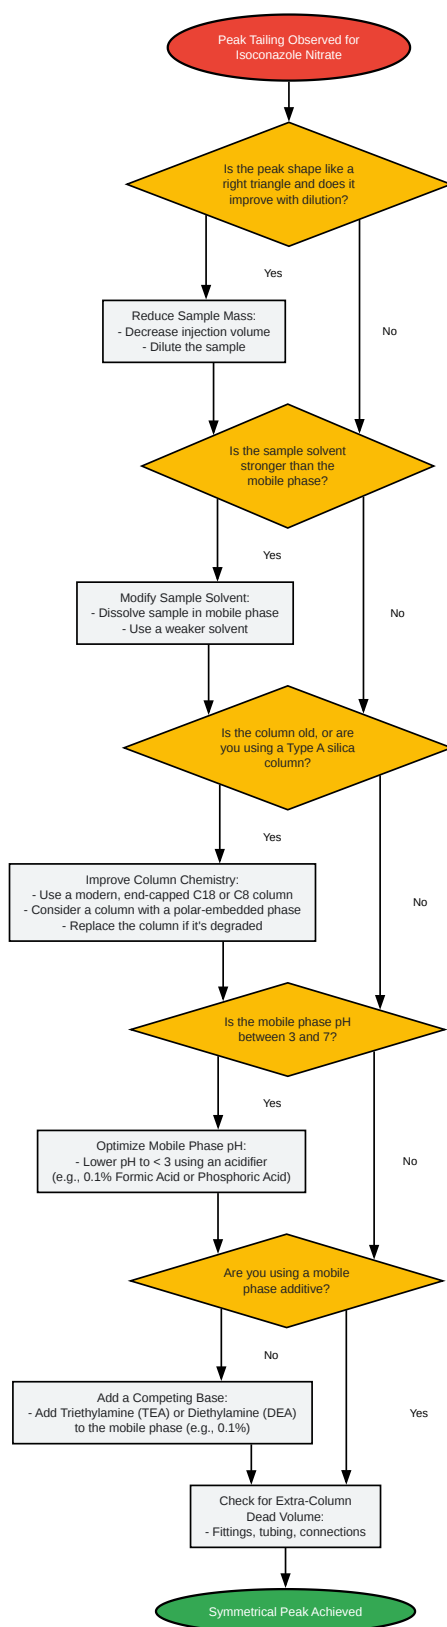 Peak Tailing Observed for
Isoconazole Nitrate
Is the peak shape like a
right triangle and does it
improve with dilution?
Yes
Reduce Sample Mass:
- Decrease injection volume
- Dilute the sample
No
Is the sample solvent
stronger than the
mobile phase?
Yes
Modify Sample Solvent:
- Dissolve sample in mobile phase
- Use a weaker solvent
No
Is the column old, or are
you using a Type A silica
column?
Yes
Improve Column Chemistry:
- Use a modern, end-capped C18 or C8 column
- Consider a column with a polar-embedded phase
- Replace the column if it's degraded
No
Is the mobile phase pH
between 3 and 7?
Yes
Optimize Mobile Phase pH:
- Lower pH to < 3 using an acidifier
(e.g., 0.1% Formic Acid or Phosphoric Acid)
No
Are you using a mobile
phase additive?
No
Add a Competing Base:
- Add Triethylamine (TEA) or Diethylamine (DEA)
to the mobile phase (e.g., 0.1%)
Yes
Check for Extra-Column
Dead Volume:
- Fittings, tubing, connections
Symmetrical Peak Achieved